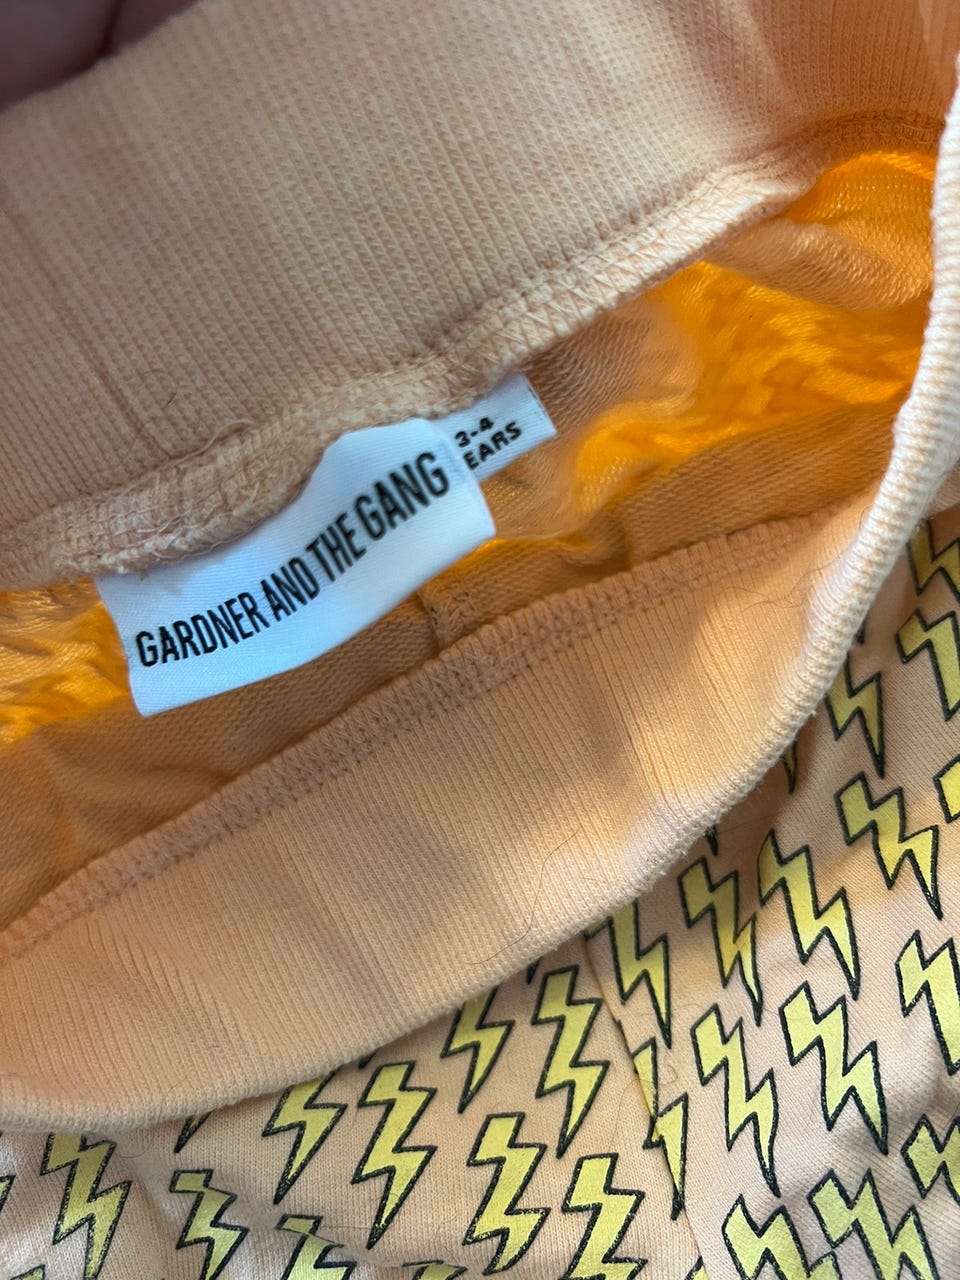 GARDNER AND THE GANG
3-4
EARS